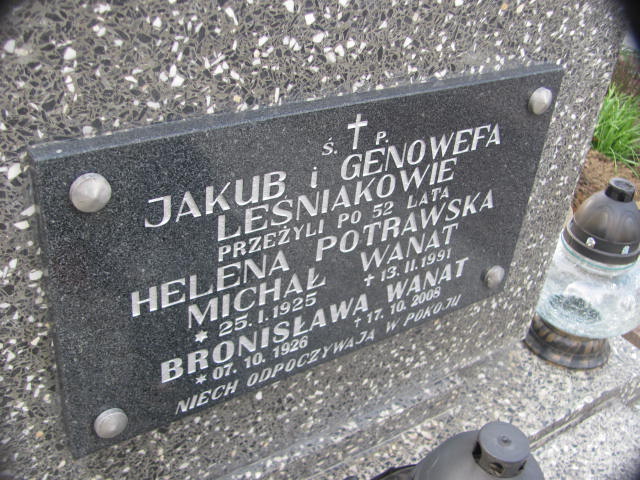 Ś. † P.
JAKUB i GENOWEFA
LEŚNIAKOWIE
PRZEŻYLI PO 52 LATA
HELENA POTRAWSKA
MICHAŁ WANAT
* 25. I. 1925 † 13. II. 1991
BRONISŁAWA WANAT
* 07. 10. 1926 † 17. 10. 2008
NIECH ODPOCZYWAJĄ W POKOJU